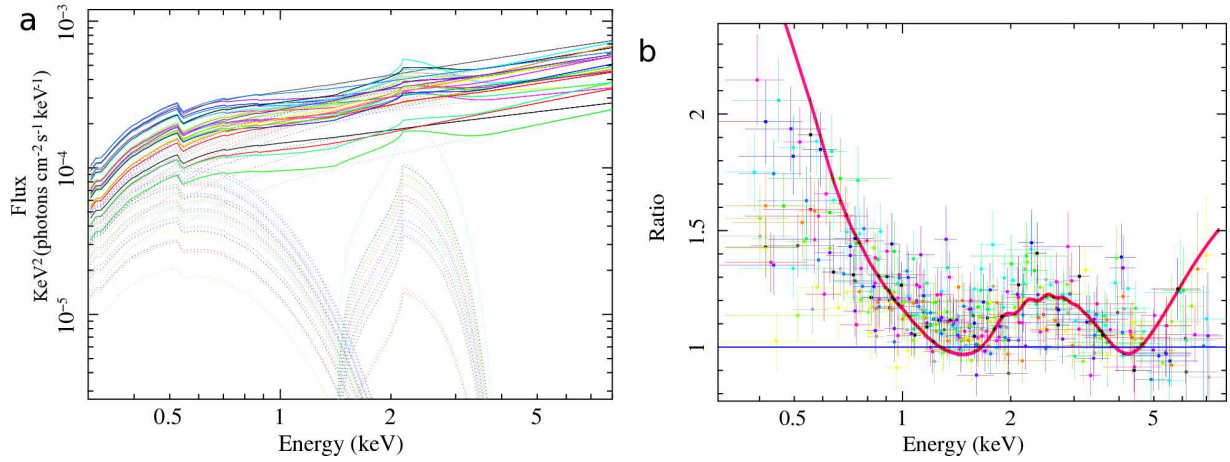 a
10⁻³
10⁻⁴
10⁻⁵
Flux
KeV² (photons cm⁻² s⁻¹ keV⁻¹)
0.5 1 2 5
Energy (keV)
b
2
1.5
1
Ratio
0.5 1 2 5
Energy (keV)